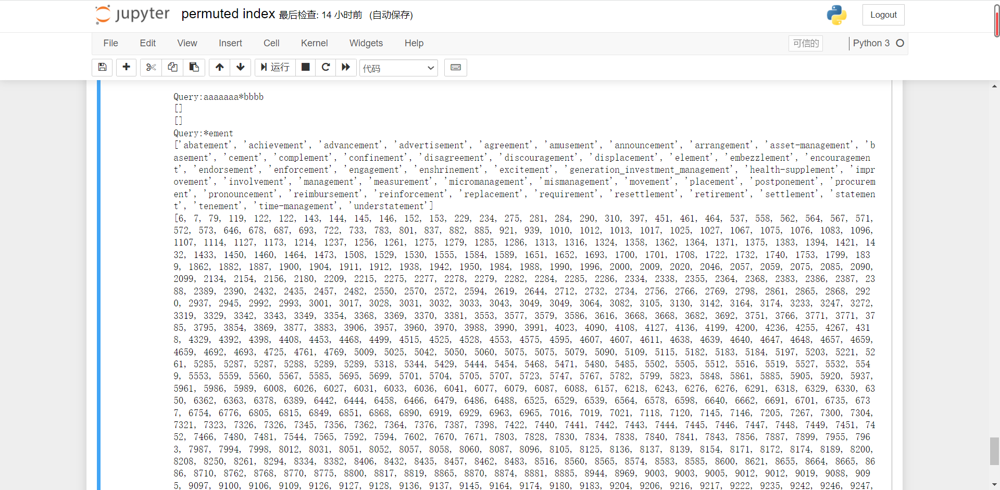 jupyter permuted index 最后检查: 14 小时前 (自动保存) Logout
File Edit View Insert Cell Kernel Widgets Help 可信的 Python 3
运行 代码
Query:aaaaaaa*bbbb
[]
[]
Query:*ement
['abatement', 'achievement', 'advancement', 'advertisement', 'agreement', 'amusement', 'announcement', 'arrangement', 'asset-management', 'b
asement', 'cement', 'complement', 'confinement', 'disagreement', 'discouragement', 'displacement', 'element', 'embezzlement', 'encouragemen
t', 'endorsement', 'enforcement', 'engagement', 'enshrinement', 'excitement', 'generation_investment_management', 'health-supplement', 'impr
ovement', 'involvement', 'management', 'measurement', 'micromanagement', 'mismanagement', 'movement', 'placement', 'postponement', 'procurem
ent', 'pronouncement', 'reimbursement', 'reinforcement', 'replacement', 'requirement', 'resettlement', 'retirement', 'settlement', 'statemen
t', 'tenement', 'time-management', 'understatement']
[6, 7, 79, 119, 122, 122, 143, 144, 145, 146, 152, 153, 229, 234, 275, 281, 284, 290, 310, 397, 451, 461, 464, 537, 558, 562, 564, 567, 571,
572, 573, 646, 678, 687, 693, 722, 733, 783, 801, 837, 882, 885, 921, 939, 1010, 1012, 1013, 1017, 1025, 1027, 1067, 1075, 1076, 1083, 1096,
1107, 1114, 1127, 1173, 1214, 1237, 1256, 1261, 1275, 1279, 1285, 1286, 1313, 1316, 1324, 1358, 1362, 1364, 1371, 1375, 1383, 1394, 1421, 14
32, 1433, 1450, 1460, 1464, 1473, 1508, 1529, 1530, 1555, 1584, 1589, 1651, 1652, 1693, 1700, 1701, 1708, 1722, 1732, 1740, 1753, 1799, 183
9, 1862, 1882, 1887, 1900, 1904, 1911, 1912, 1938, 1942, 1950, 1984, 1988, 1990, 1996, 2000, 2009, 2020, 2046, 2057, 2059, 2075, 2085, 2090,
2099, 2134, 2154, 2156, 2180, 2209, 2215, 2275, 2277, 2278, 2279, 2282, 2284, 2285, 2286, 2334, 2338, 2355, 2364, 2368, 2383, 2386, 2387, 23
88, 2389, 2390, 2432, 2435, 2457, 2482, 2550, 2570, 2572, 2594, 2619, 2644, 2712, 2732, 2734, 2756, 2766, 2769, 2798, 2861, 2865, 2868, 292
0, 2937, 2945, 2992, 2993, 3001, 3017, 3028, 3031, 3032, 3033, 3043, 3049, 3049, 3064, 3082, 3105, 3130, 3142, 3164, 3174, 3233, 3247, 3272,
3319, 3329, 3342, 3343, 3349, 3354, 3368, 3369, 3370, 3381, 3553, 3577, 3579, 3586, 3616, 3668, 3668, 3682, 3692, 3751, 3766, 3771, 3771, 37
85, 3795, 3854, 3869, 3877, 3883, 3906, 3957, 3960, 3970, 3988, 3990, 3991, 4023, 4090, 4108, 4127, 4136, 4199, 4200, 4236, 4255, 4267, 431
8, 4329, 4392, 4398, 4408, 4453, 4468, 4499, 4515, 4525, 4528, 4553, 4575, 4595, 4607, 4607, 4611, 4638, 4639, 4640, 4647, 4648, 4657, 4659,
4659, 4692, 4693, 4725, 4761, 4769, 5009, 5025, 5042, 5050, 5060, 5075, 5075, 5079, 5090, 5109, 5115, 5182, 5183, 5184, 5197, 5203, 5221, 52
61, 5285, 5287, 5287, 5288, 5289, 5289, 5318, 5344, 5429, 5444, 5454, 5468, 5471, 5480, 5485, 5502, 5505, 5512, 5516, 5519, 5527, 5532, 554
9, 5553, 5559, 5560, 5567, 5585, 5695, 5699, 5701, 5704, 5705, 5707, 5723, 5747, 5767, 5782, 5799, 5823, 5848, 5861, 5885, 5905, 5920, 5937,
5961, 5986, 5989, 6008, 6026, 6027, 6031, 6033, 6036, 6041, 6077, 6079, 6087, 6088, 6157, 6218, 6243, 6276, 6276, 6291, 6318, 6329, 6330, 63
50, 6362, 6363, 6378, 6389, 6442, 6444, 6458, 6466, 6479, 6486, 6488, 6525, 6529, 6539, 6564, 6578, 6598, 6640, 6662, 6691, 6701, 6735, 673
7, 6754, 6776, 6805, 6815, 6849, 6851, 6868, 6890, 6919, 6929, 6963, 6965, 7016, 7019, 7021, 7118, 7120, 7145, 7146, 7205, 7267, 7300, 7304,
7321, 7323, 7326, 7326, 7345, 7356, 7362, 7364, 7376, 7387, 7398, 7422, 7440, 7441, 7442, 7443, 7444, 7445, 7446, 7447, 7448, 7449, 7451, 74
52, 7466, 7480, 7481, 7544, 7565, 7592, 7594, 7602, 7670, 7671, 7803, 7828, 7830, 7834, 7838, 7840, 7841, 7843, 7856, 7887, 7899, 7955, 796
3, 7987, 7994, 7998, 8012, 8031, 8051, 8052, 8057, 8058, 8060, 8087, 8096, 8105, 8125, 8136, 8137, 8139, 8154, 8171, 8172, 8174, 8189, 8200,
8208, 8250, 8261, 8294, 8334, 8382, 8406, 8432, 8435, 8457, 8462, 8483, 8516, 8560, 8565, 8574, 8583, 8585, 8600, 8621, 8655, 8664, 8665, 86
86, 8710, 8762, 8768, 8770, 8775, 8800, 8817, 8819, 8865, 8870, 8874, 8881, 8885, 8944, 8969, 9003, 9003, 9005, 9012, 9012, 9019, 9088, 909
5, 9097, 9100, 9106, 9109, 9126, 9127, 9128, 9136, 9137, 9145, 9164, 9174, 9180, 9183, 9204, 9206, 9216, 9217, 9222, 9235, 9242, 9246, 9247,